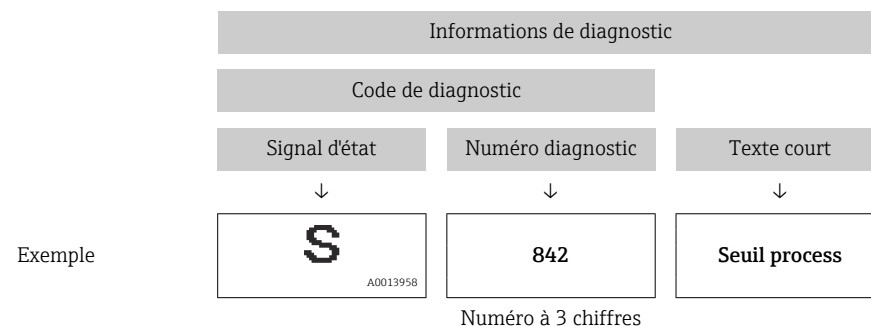 Informations de diagnostic
Code de diagnostic
Signal d'état Numéro diagnostic Texte court
↓ ↓ ↓
Exemple S 842 Seuil process
A0013958
Numéro à 3 chiffres